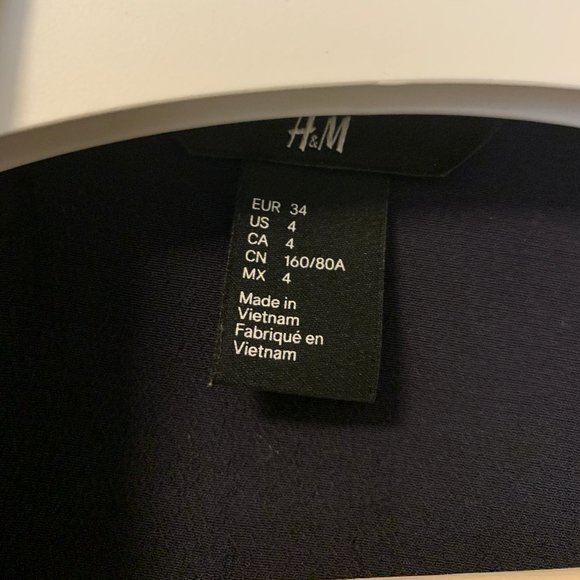 H&M
EUR 34
US 4
CA 4
CN 160/80A
MX 4
Made in
Vietnam
Fabriqué en
Vietnam